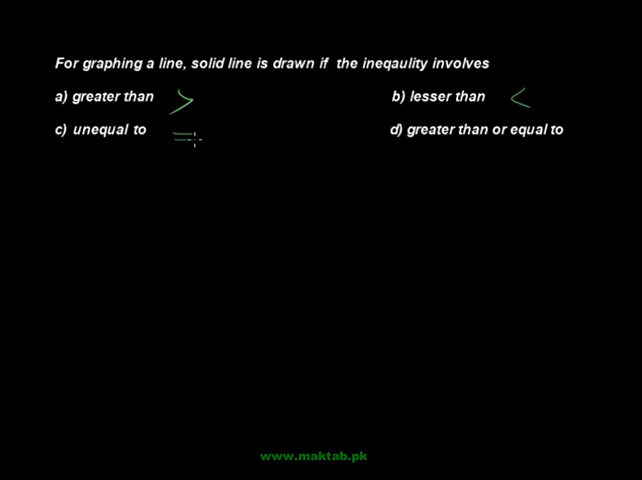 For graphing a line, solid line is drawn if the ineqaulity involves
a) greater than > b) lesser than <
c) unequal to = d) greater than or equal to
www.maktab.pk